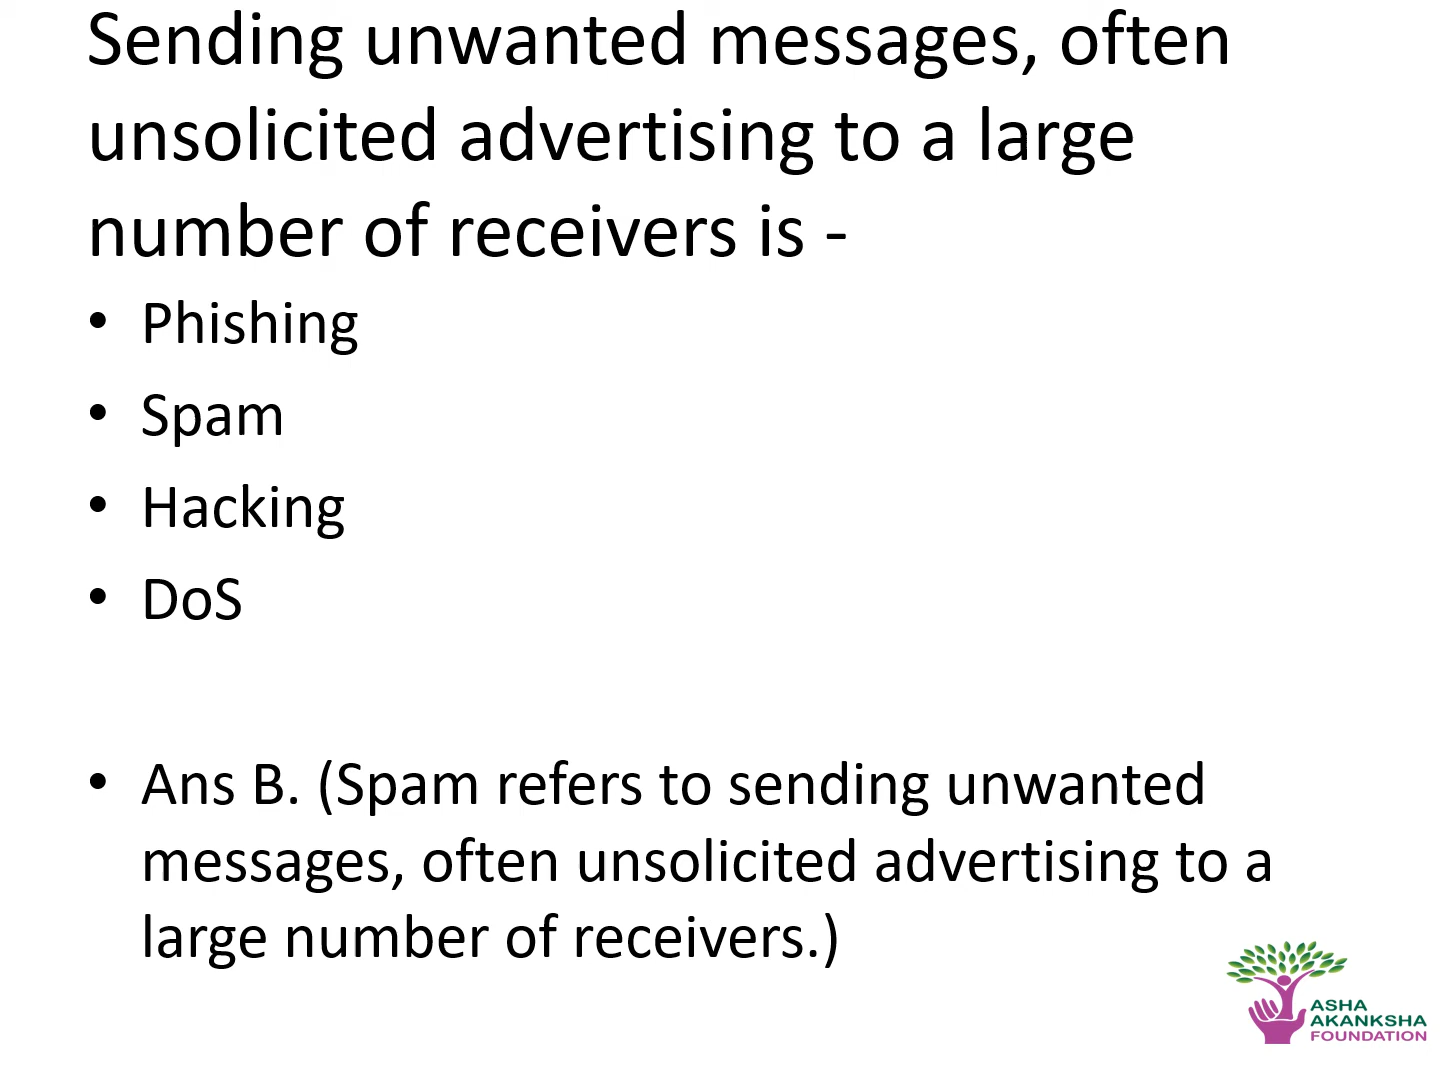 Sending unwanted messages, often
unsolicited advertising to a large
number of receivers is -
• Phishing
• Spam
• Hacking
• DoS
• Ans B. (Spam refers to sending unwanted
messages, often unsolicited advertising to a
large number of receivers.)
ASHA
AKANKSHA
FOUNDATION